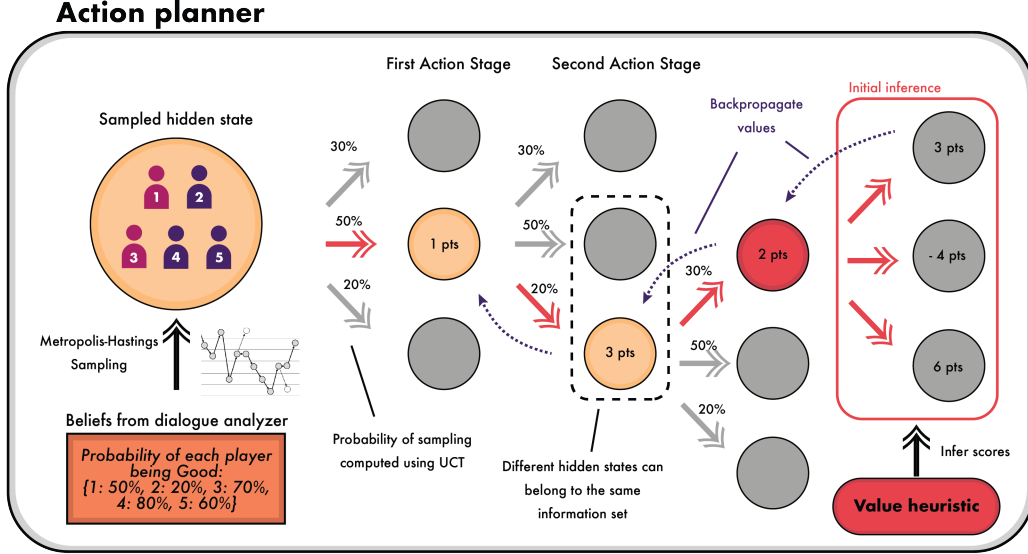 Action planner
First Action Stage
Second Action Stage
Sampled hidden state
1
2
3
4
5
Metropolis-Hastings
Sampling
Beliefs from dialogue analyzer
Probability of each player
being Good:
{1: 50%, 2: 20%, 3: 70%,
4: 80%, 5: 60%}
30%
50%
20%
1 pts
Probability of sampling
computed using UCT
30%
50%
20%
3 pts
Different hidden states can
belong to the same
information set
Backpropagate
values
30%
50%
20%
2 pts
Initial inference
3 pts
- 4 pts
6 pts
Infer scores
Value heuristic